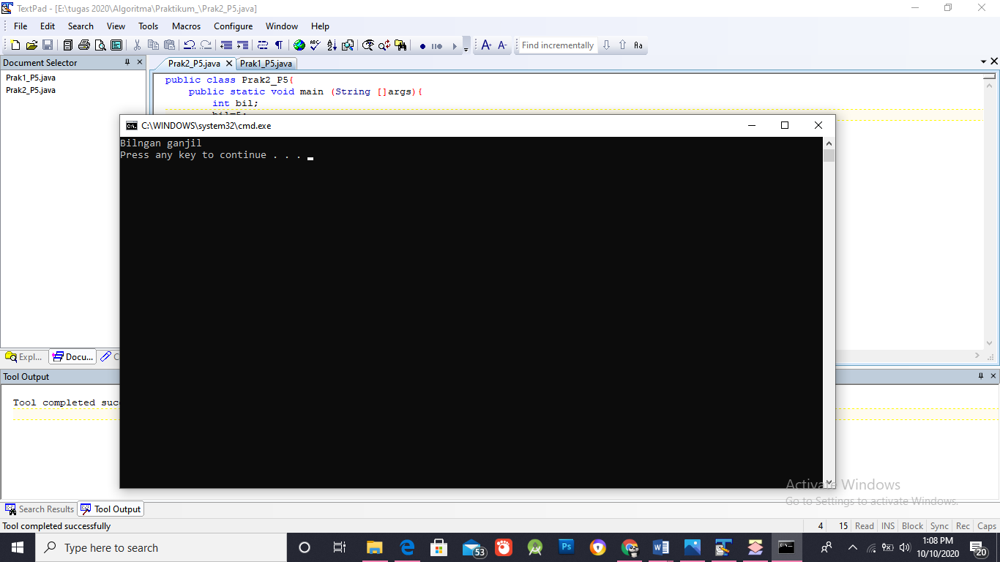 TextPad - [E:\tugas 2020\Algoritma\Praktikum_\Prak2_P5.java]
File Edit Search View Tools Macros Configure Window Help
Find incrementally
Document Selector
Prak2_P5.java
Prak1_P5.java
Prak1_P5.java
Prak2_P5.java
public class Prak2_P5{
public static void main (String []args){
int bil;
bil=5;
C:\WINDOWS\system32\cmd.exe
Bilngan ganjil
Press any key to continue . . .
Expl...
Docu...
C
Tool Output
Tool completed suc
Activate Windows
Go to Settings to activate Windows.
Search Results
Tool Output
Tool completed successfully
4 15 Read INS Block Sync Rec Caps
Type here to search
53
Ps
1:08 PM
10/10/2020
20